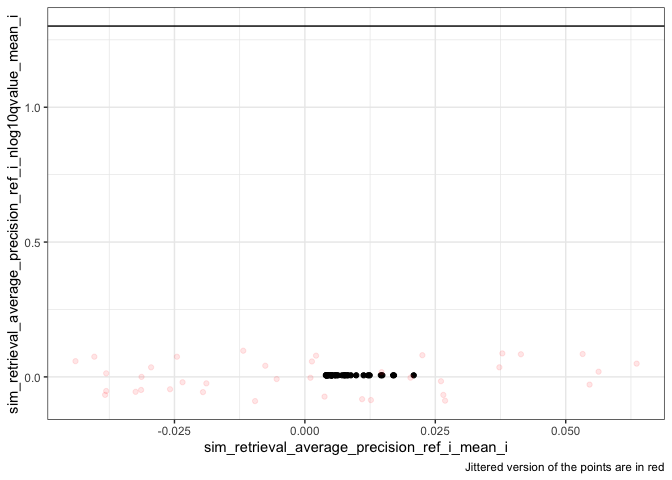 sim_retrieval_average_precision_ref_i_nlog10qvalue_mean_i
1.0
0.5
0.0
-0.025
0.000
0.025
0.050
sim_retrieval_average_precision_ref_i_mean_i
Jittered version of the points are in red